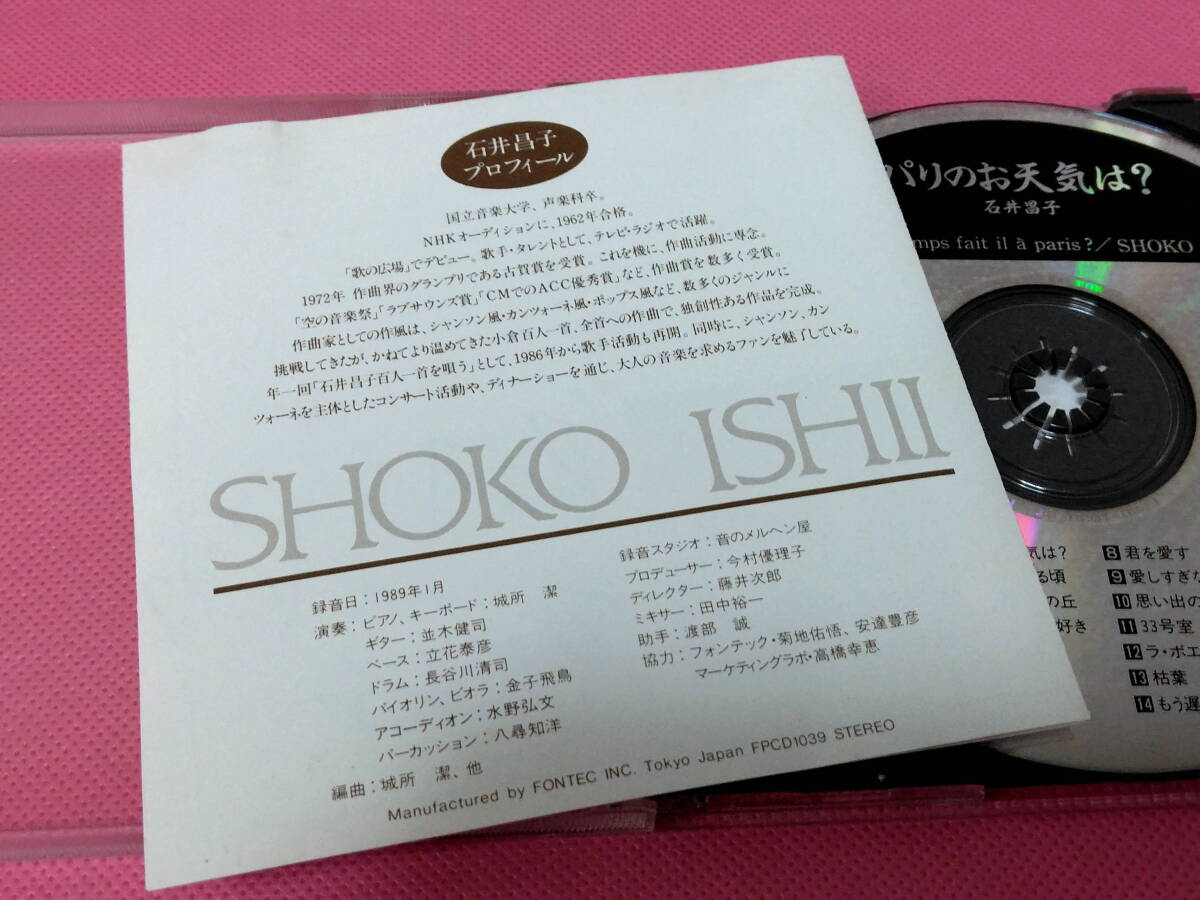 石井昌子
プロフィール
国立音楽大学、声楽科卒。
NHKオーディションに、1962年合格。
「歌の広場」でデビュー。歌手・タレントとして、テレビ・ラジオで活躍。
1972年 作曲界のグランプリである古賀賞を受賞。これを機に、作曲活動に専念。
「空の音楽祭」「ラブサウンズ賞」「CMでのACC優秀賞」など、作曲賞を数多く受賞。
作曲家としての作風は、シャンソン風・カンツォーネ風・ポップス風など、数多くのジャンルに
挑戦してきたが、かねてより温めてきた小倉百人一首、全首への作曲で、独創性ある作品を完成。
年一回「石井昌子百人一首を唄う」として、1986年から歌手活動も再開。同時に、シャンソン、カン
ツォーネを主体としたコンサート活動や、ディナーショーを通じ、大人の音楽を求めるファンを魅了している。
SHOKO ISHII
録音日：1989年1月
演奏：ピアノ、キーボード：城所 潔
ギター：並木健司
ベース：立花泰彦
ドラム：長谷川清司
バイオリン、ビオラ：金子飛鳥
アコーディオン：水野弘文
パーカッション：八尋知洋
編曲：城所 潔、他
録音スタジオ：音のメルヘン屋
プロデューサー：今村優理子
ディレクター：藤井次郎
ミキサー：田中裕一
助手：渡部 誠
協力：フォンテック・菊地佑悟、安達豊彦
マーケティングラボ・高橋幸恵
Manufactured by FONTEC INC. Tokyo Japan FPCD1039 STEREO
パリのお天気は?
石井昌子
mps fait il à paris?／SHOKO
気は?
る頃
の丘
好き
8 君を愛す
9 愛しすぎ
10 思い出の
11 33号室
12 ラ・ボエ
13 枯葉
14 もう遅